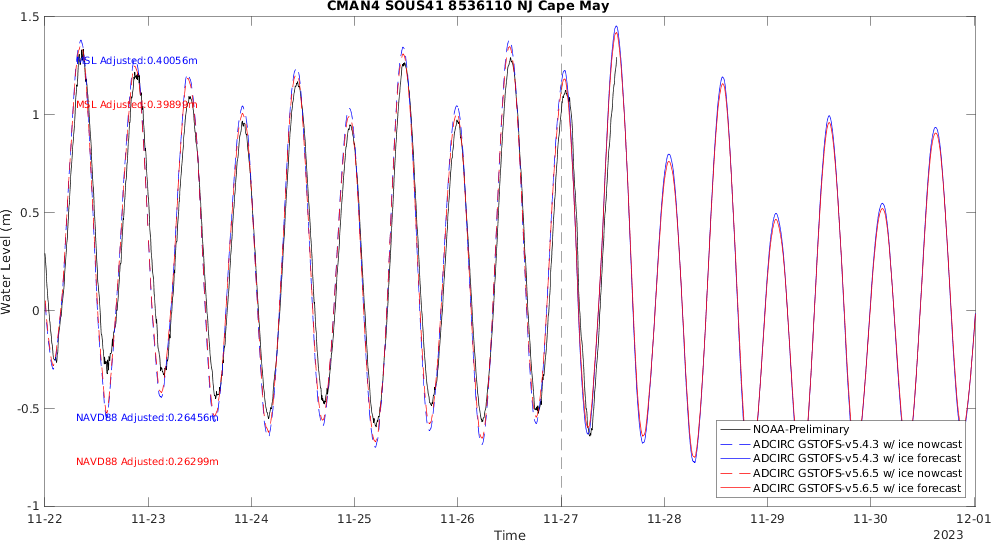 CMAN4 SOUS41 8536110 NJ Cape May
1.5
1
0.5
0
-0.5
-1
Water Level (m)
MSL Adjusted:0.40056m
MSL Adjusted:0.39899m
NAVD88 Adjusted:0.26456m
NAVD88 Adjusted:0.26299m
NOAA-Preliminary
ADCIRC GSTOFS-v5.4.3 w/ ice nowcast
ADCIRC GSTOFS-v5.4.3 w/ ice forecast
ADCIRC GSTOFS-v5.6.5 w/ ice nowcast
ADCIRC GSTOFS-v5.6.5 w/ ice forecast
11-22 11-23 11-24 11-25 11-26 11-27 11-28 11-29 11-30 12-01
Time
2023